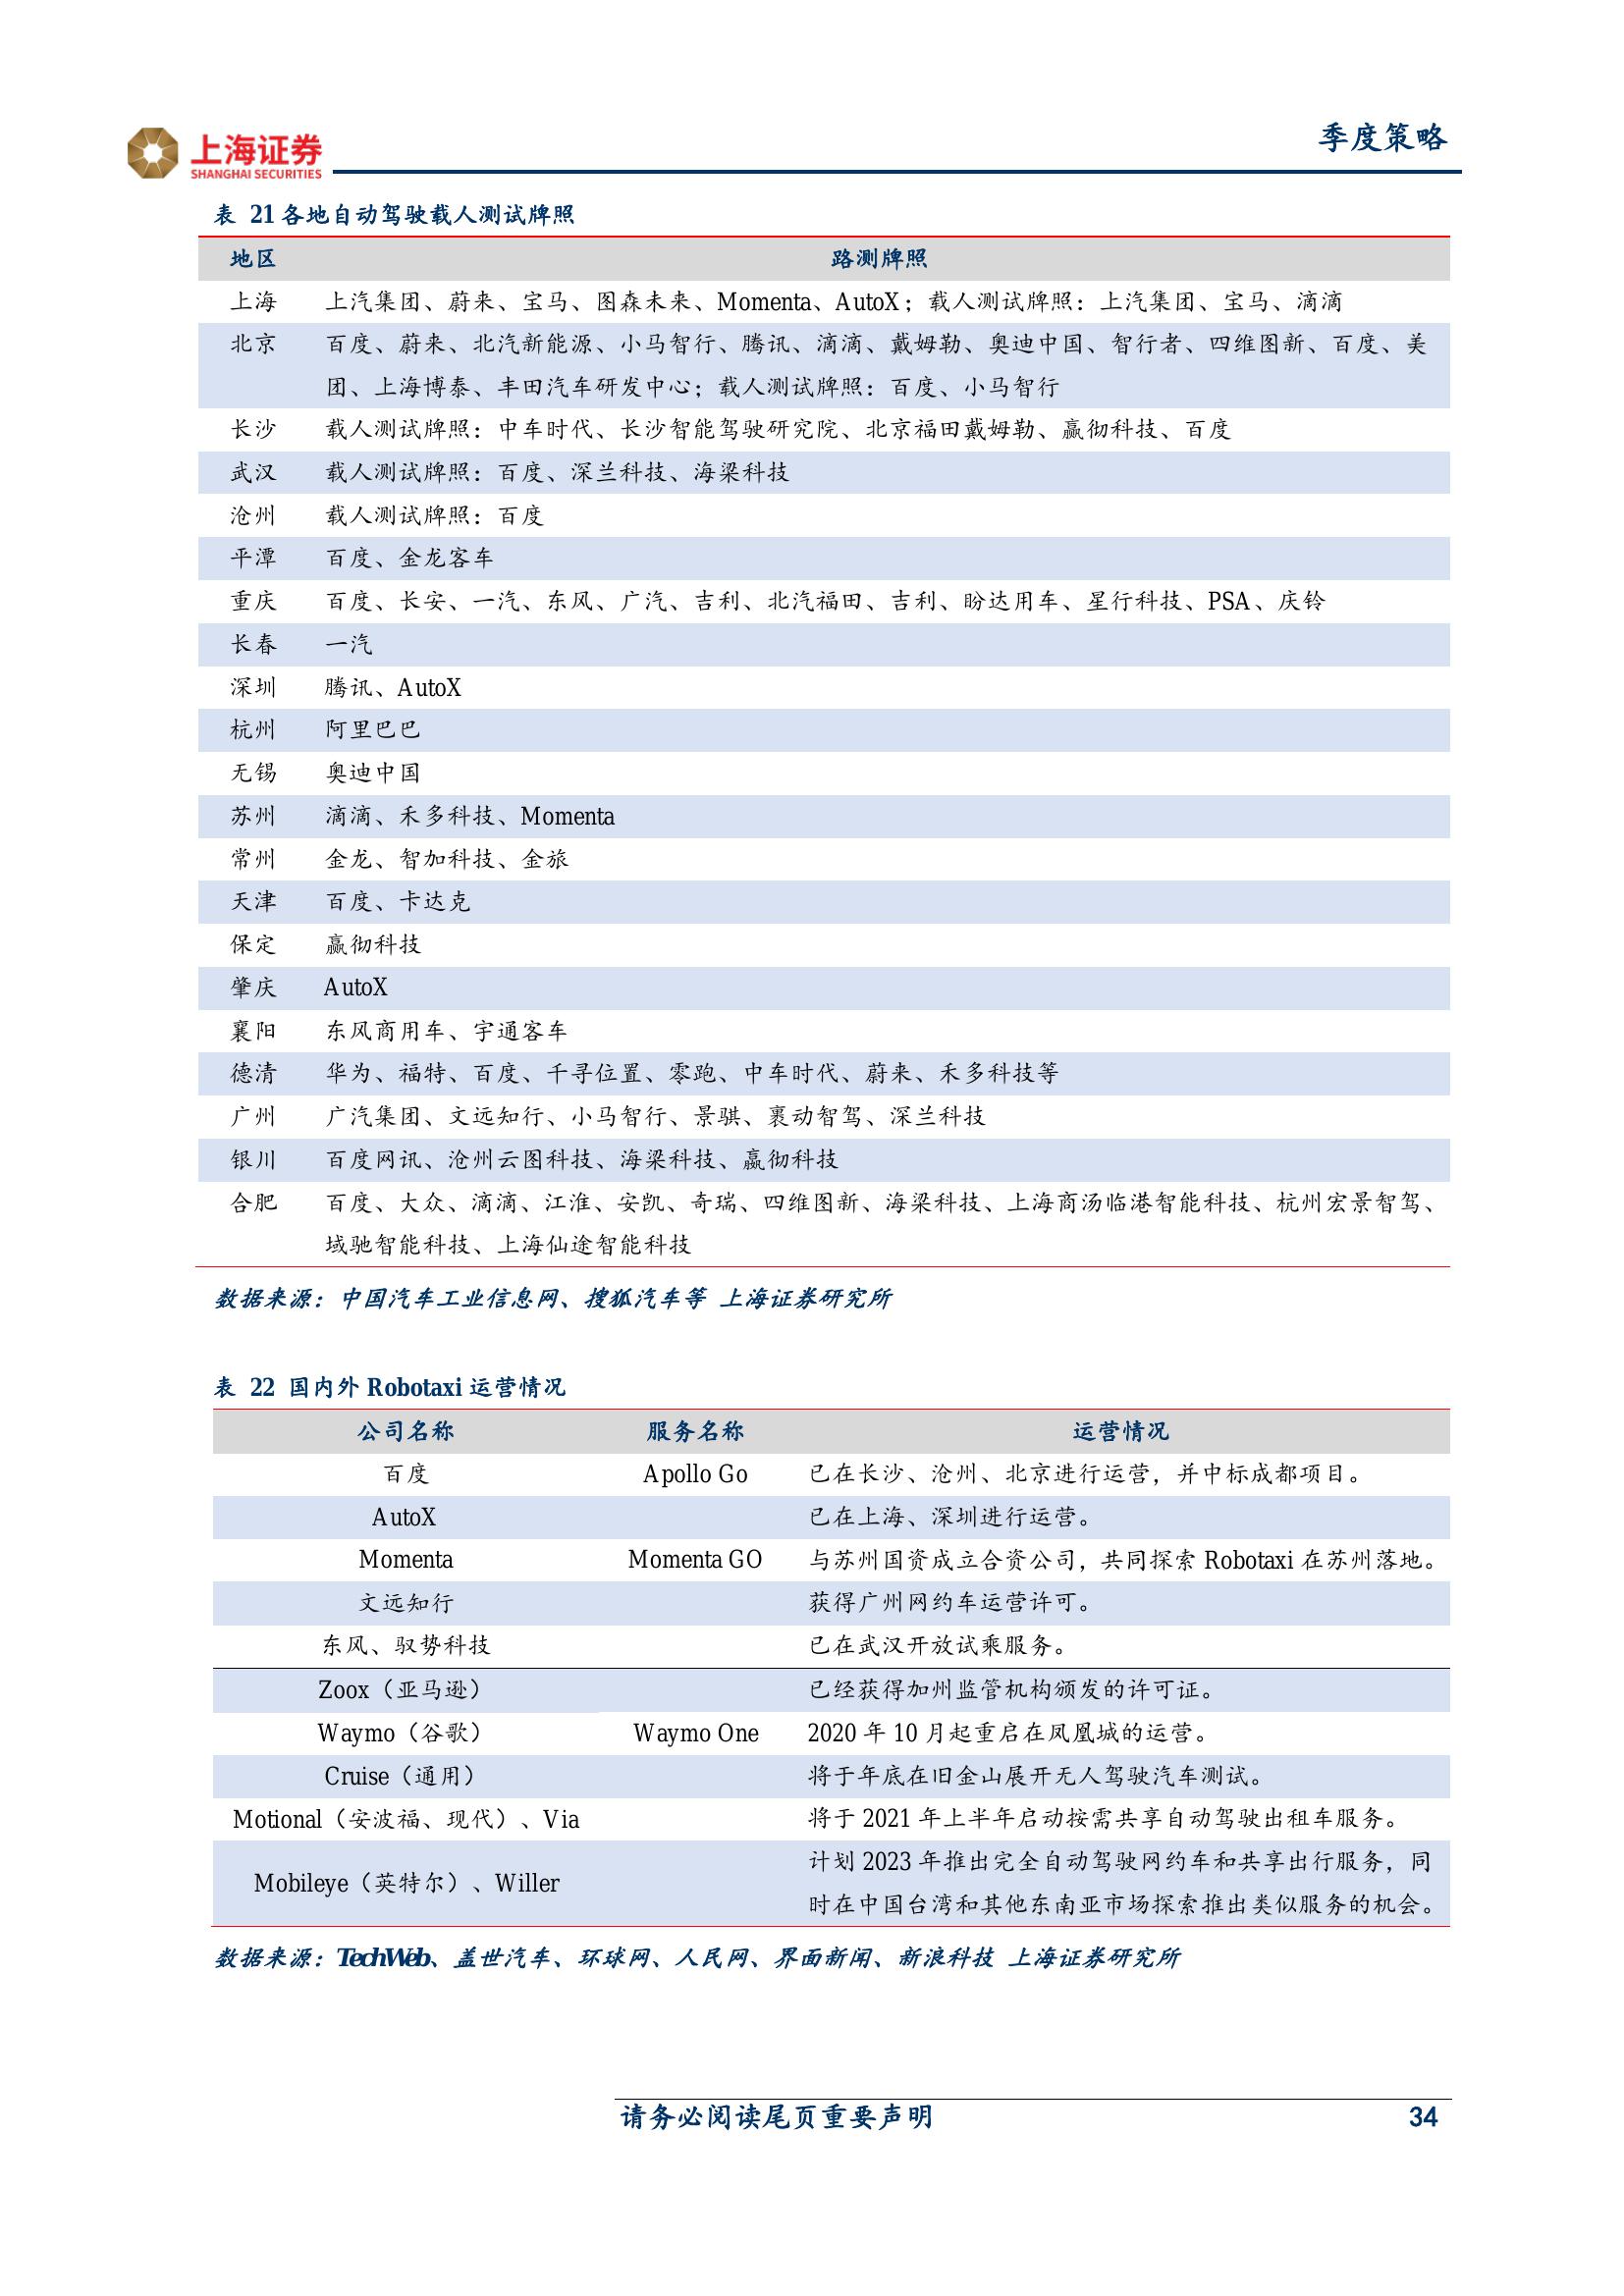 上海证券
SHANGHAI SECURITIES
季度策略
表 21 各地自动驾驶载人测试牌照
地区 路测牌照
上海 上汽集团、蔚来、宝马、图森未来、Momenta、AutoX；载人测试牌照：上汽集团、宝马、滴滴
北京 百度、蔚来、北汽新能源、小马智行、腾讯、滴滴、戴姆勒、奥迪中国、智行者、四维图新、百度、美
团、上海博泰、丰田汽车研发中心；载人测试牌照：百度、小马智行
长沙 载人测试牌照：中车时代、长沙智能驾驶研究院、北京福田戴姆勒、赢彻科技、百度
武汉 载人测试牌照：百度、深兰科技、海梁科技
沧州 载人测试牌照：百度
平潭 百度、金龙客车
重庆 百度、长安、一汽、东风、广汽、吉利、北汽福田、吉利、盼达用车、星行科技、PSA、庆铃
长春 一汽
深圳 腾讯、AutoX
杭州 阿里巴巴
无锡 奥迪中国
苏州 滴滴、禾多科技、Momenta
常州 金龙、智加科技、金旅
天津 百度、卡达克
保定 赢彻科技
肇庆 AutoX
襄阳 东风商用车、宇通客车
德清 华为、福特、百度、千寻位置、零跑、中车时代、蔚来、禾多科技等
广州 广汽集团、文远知行、小马智行、景骐、裹动智驾、深兰科技
银川 百度网讯、沧州云图科技、海梁科技、嬴彻科技
合肥 百度、大众、滴滴、江淮、安凯、奇瑞、四维图新、海梁科技、上海商汤临港智能科技、杭州宏景智驾、
域驰智能科技、上海仙途智能科技
数据来源：中国汽车工业信息网、搜狐汽车等 上海证券研究所
表 22 国内外 Robotaxi 运营情况
公司名称 服务名称 运营情况
百度 Apollo Go 已在长沙、沧州、北京进行运营，并中标成都项目。
AutoX 已在上海、深圳进行运营。
Momenta Momenta GO 与苏州国资成立合资公司，共同探索 Robotaxi 在苏州落地。
文远知行 获得广州网约车运营许可。
东风、驭势科技 已在武汉开放试乘服务。
Zoox（亚马逊） 已经获得加州监管机构颁发的许可证。
Waymo（谷歌） Waymo One 2020 年 10 月起重启在凤凰城的运营。
Cruise（通用） 将于年底在旧金山展开无人驾驶汽车测试。
Motional（安波福、现代）、Via 将于 2021 年上半年启动按需共享自动驾驶出租车服务。
Mobileye（英特尔）、Willer 计划 2023 年推出完全自动驾驶网约车和共享出行服务，同
时在中国台湾和其他东南亚市场探索推出类似服务的机会。
数据来源：TechWeb、盖世汽车、环球网、人民网、界面新闻、新浪科技 上海证券研究所
请务必阅读尾页重要声明 34